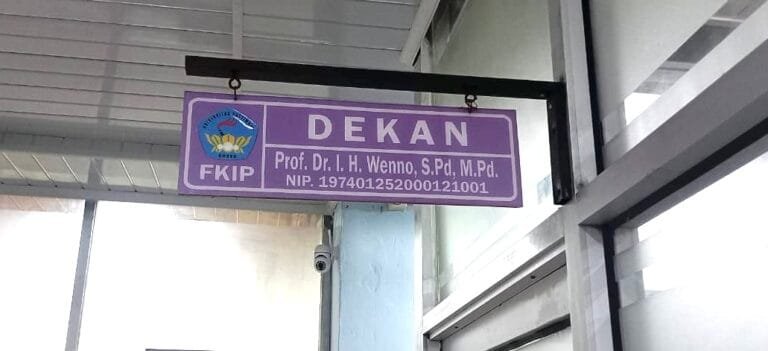 DEKAN
Prof. Dr. I. H. Wenno, S.Pd, M.Pd.
NIP. 197401252000121001
FKIP